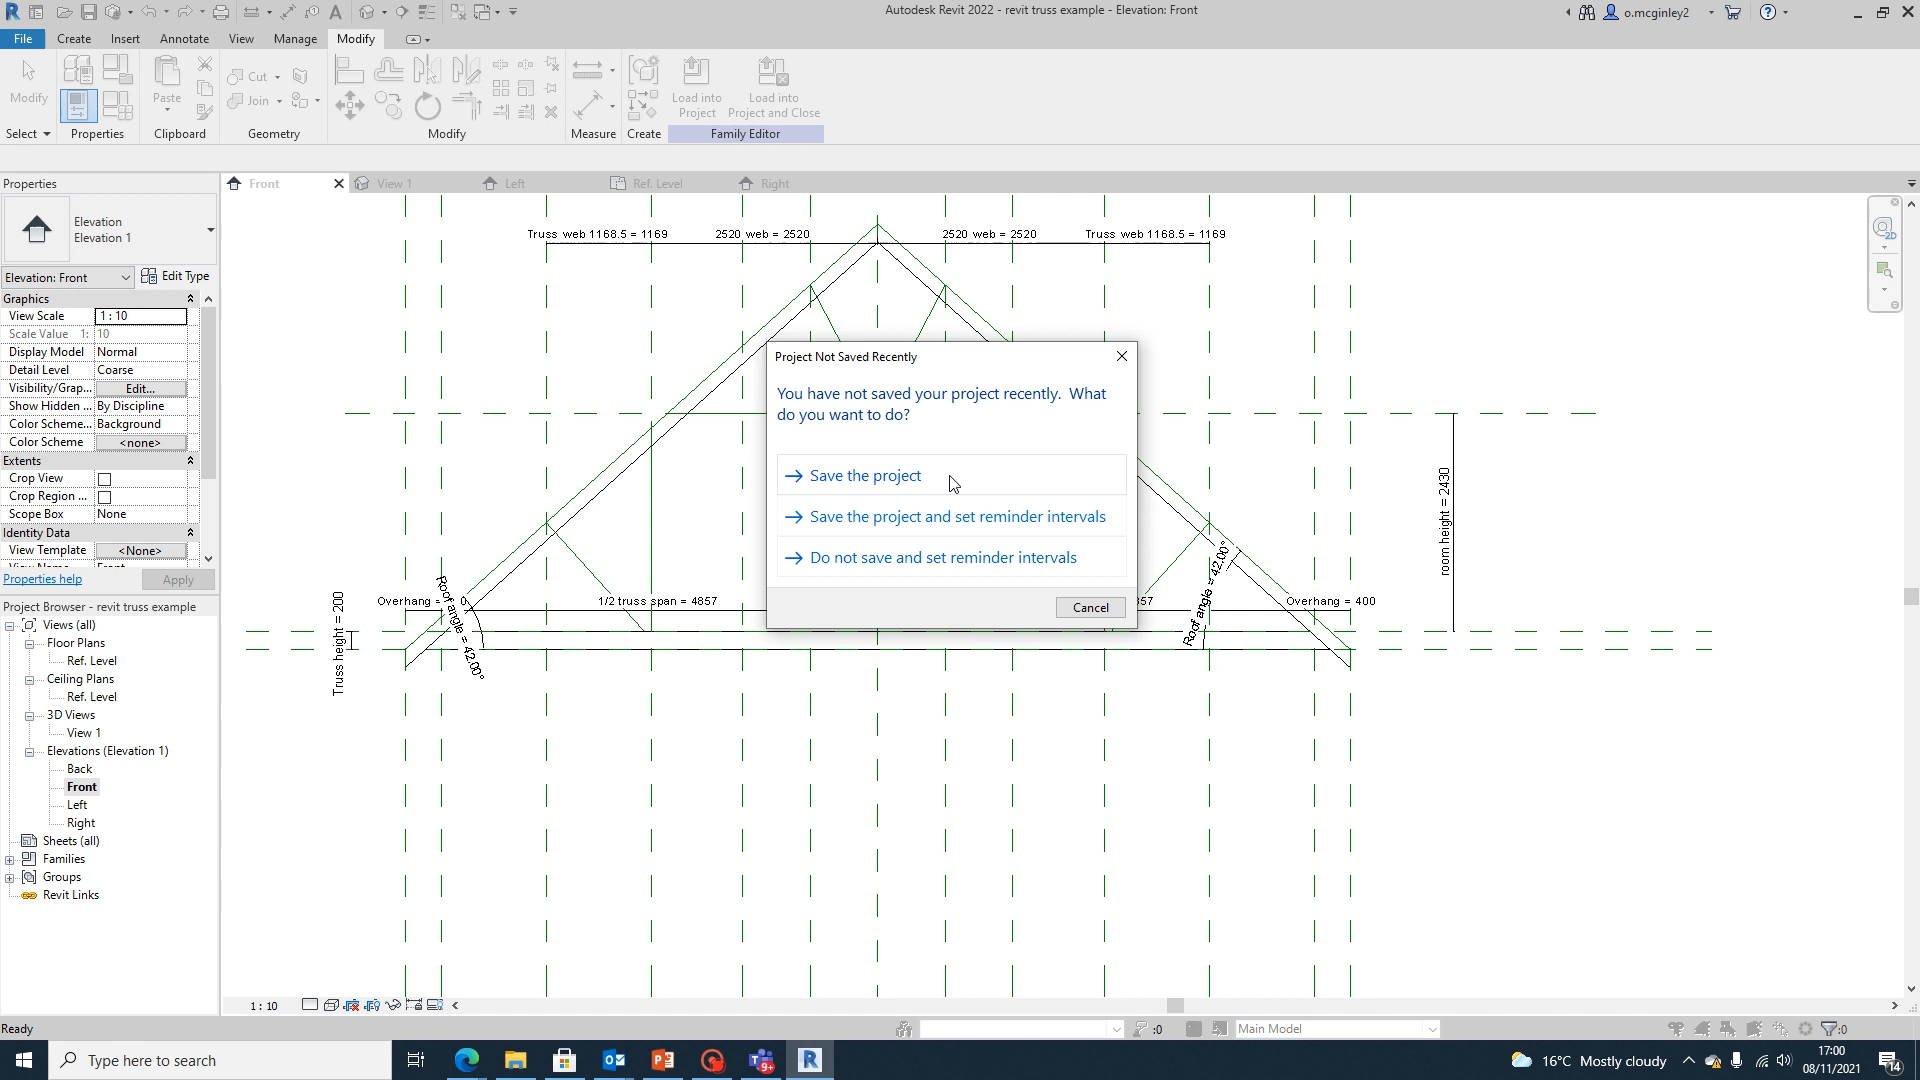 Autodesk Revit 2022 - revit truss example - Elevation: Front
o.mcginley2
File
Create
Insert
Annotate
View
Manage
Modify
Modify
Paste
Cut
Join
Load into
Project
Load into
Project and Close
Select
Properties
Clipboard
Geometry
Modify
Measure
Create
Family Editor
Properties
Front
View 1
Left
Ref. Level
Right
Elevation
Elevation 1
Elevation: Front
Edit Type
Graphics
View Scale 1 : 10
Scale Value 1: 10
Display Model Normal
Detail Level Coarse
Visibility/Grap... Edit...
Show Hidden ... By Discipline
Color Scheme... Background
Color Scheme <none>
Extents
Crop View
Crop Region ...
Scope Box None
Identity Data
View Template <None>
Properties help
Apply
Project Browser - revit truss example
Views (all)
Floor Plans
Ref. Level
Ceiling Plans
Ref. Level
3D Views
View 1
Elevations (Elevation 1)
Back
Front
Left
Right
Sheets (all)
Families
Groups
Revit Links
Truss web 1168.5 = 1169
2520 web = 2520
2520 web = 2520
Truss web 1168.5 = 1169
Project Not Saved Recently
You have not saved your project recently. What
do you want to do?
Save the project
Save the project and set reminder intervals
Do not save and set reminder intervals
Cancel
room height = 2430
Truss height = 200
Overhang =
Roof angle = 42.00°
1/2 truss span = 4857
Roof angle = 42.00°
Overhang = 400
1 : 10
Ready
:0
Main Model
:0
Type here to search
9+
16°C Mostly cloudy
17:00
08/11/2021
14